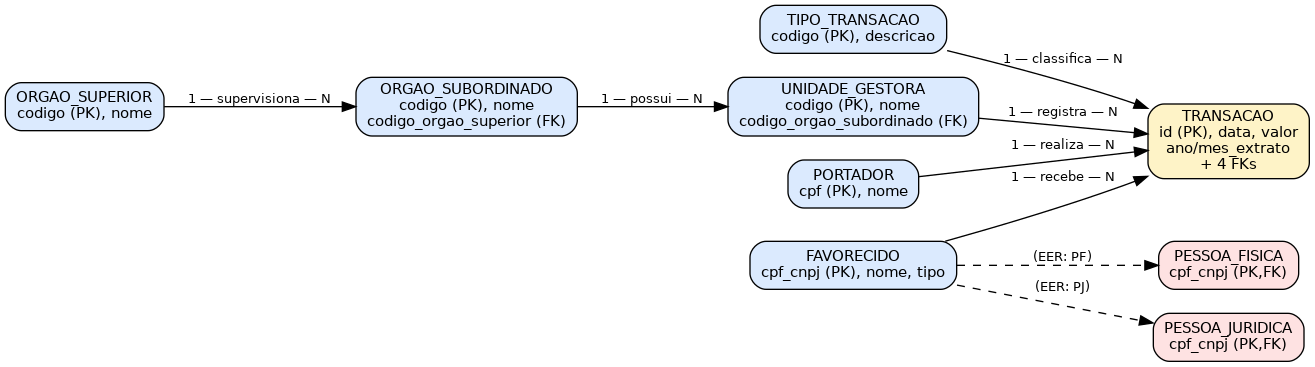 TIPO_TRANSACAO
codigo (PK), descricao
1 — classifica — N
ORGAO_SUPERIOR
codigo (PK), nome
1 — supervisiona — N
ORGAO_SUBORDINADO
codigo (PK), nome
codigo_orgao_superior (FK)
1 — possui — N
UNIDADE_GESTORA
codigo (PK), nome
codigo_orgao_subordinado (FK)
1 — registra — N
TRANSACAO
id (PK), data, valor
ano/mes_extrato
+ 4 FKs
PORTADOR
cpf (PK), nome
1 — realiza — N
1 — recebe — N
FAVORECIDO
cpf_cnpj (PK), nome, tipo
(EER: PF)
PESSOA_FISICA
cpf_cnpj (PK,FK)
(EER: PJ)
PESSOA_JURIDICA
cpf_cnpj (PK,FK)